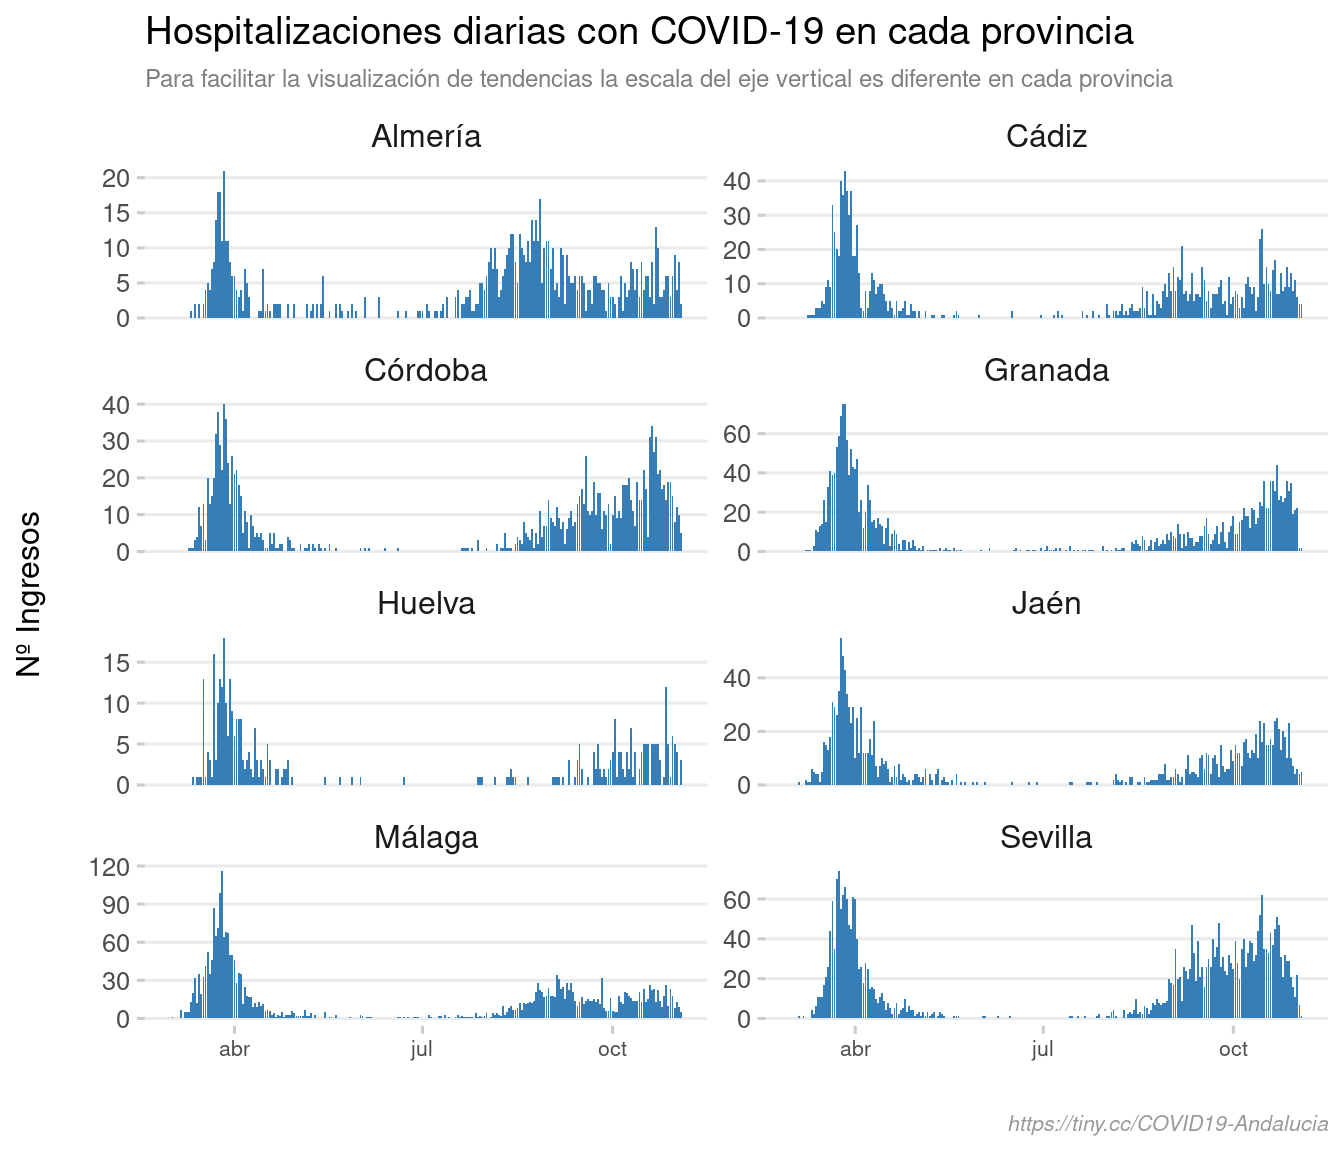 Hospitalizaciones diarias con COVID-19 en cada provincia
Para facilitar la visualización de tendencias la escala del eje vertical es diferente en cada provincia
Nº Ingresos
Almería
20
15
10
5
0
Cádiz
40
30
20
10
0
Córdoba
40
30
20
10
0
Granada
60
40
20
0
Huelva
15
10
5
0
Jaén
40
20
0
Málaga
120
90
60
30
0
Sevilla
60
40
20
0
abr jul oct
abr jul oct
https://tiny.cc/COVID19-Andalucia